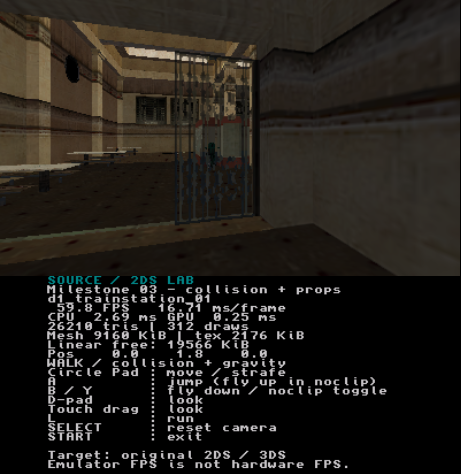 SOURCE / 2DS LAB
Milestone 03 - collision + props
d1_trainstation_01
59.8 FPS 16.71 ms/frame
CPU 2.69 ms GPU 0.25 ms
26210 tris | 312 draws
Mesh 9160 KiB | tex 2176 KiB
Linear free: 19566 KiB
Pos 0.0 1.8 0.0
WALK / collision + gravity
Circle Pad : move / strafe
A : jump (fly up in noclip)
B / Y : fly down / noclip toggle
D-pad : look
Touch drag : look
L : run
SELECT : reset camera
START : exit
Target: original 2DS / 3DS
Emulator FPS is not hardware FPS.